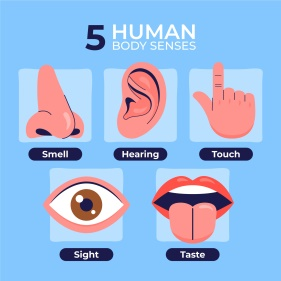 5 HUMAN
BODY SENSES
Smell
Hearing
Touch
Sight
Taste